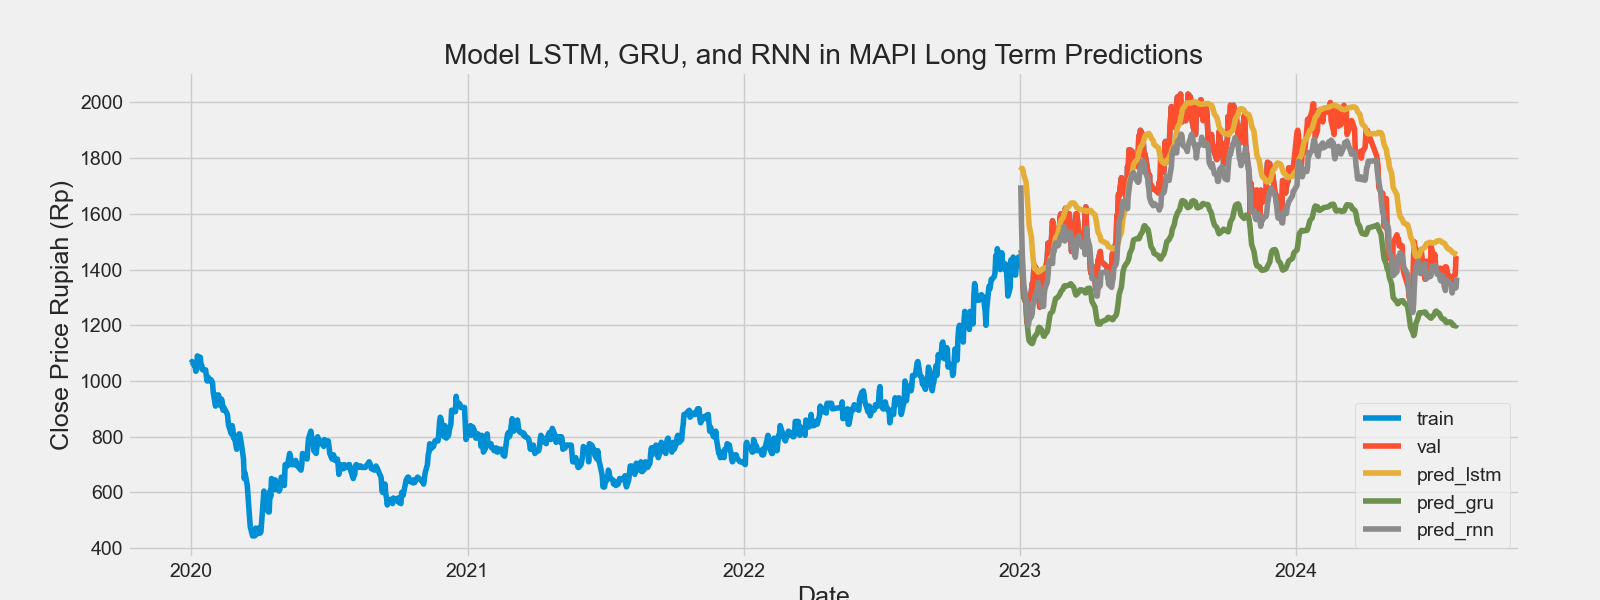 Model LSTM, GRU, and RNN in MAPI Long Term Predictions
Close Price Rupiah (Rp)
2000
1800
1600
1400
1200
1000
800
600
400
train
val
pred_lstm
pred_gru
pred_rnn
2020
2021
2022
2023
2024
Date